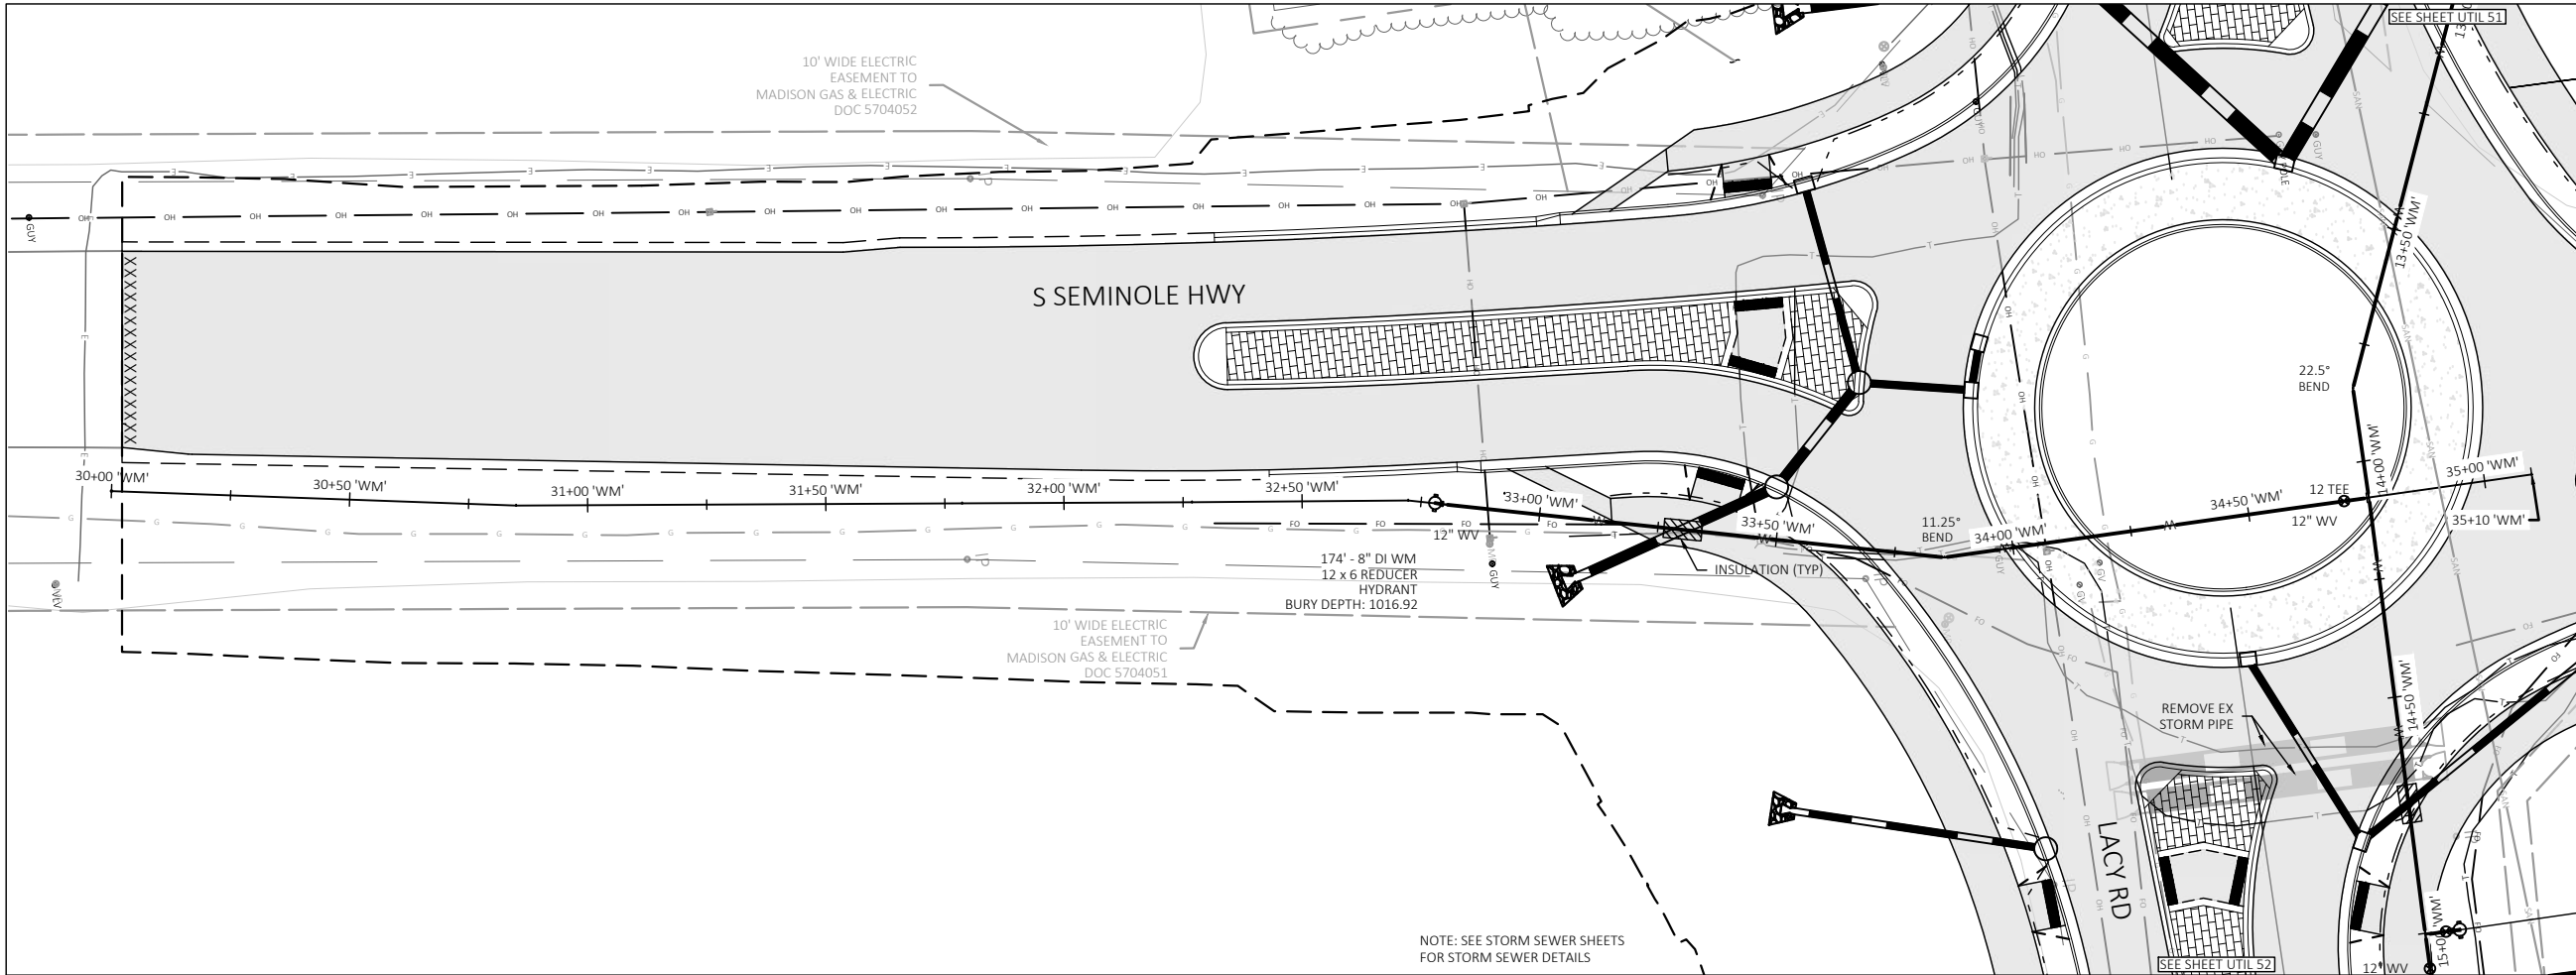 SEE SHEET UTIL 51
10' WIDE ELECTRIC
EASEMENT TO
MADISON GAS & ELECTRIC
DOC 5704052
GUY
OH
E
S SEMINOLE HWY
13+50 'WM'
22.5°
BEND
14+00 'WM'
30+00 'WM'
30+50 'WM'
31+00 'WM'
31+50 'WM'
32+00 'WM'
32+50 'WM'
33+00 'WM'
33+50 'WM'
34+00 'WM'
34+50 'WM'
35+00 'WM'
35+10 'WM'
12 TEE
12" WV
11.25°
BEND
12" WV
174' - 8" DI WM
12 x 6 REDUCER
HYDRANT
BURY DEPTH: 1016.92
GUY
INSULATION (TYP)
10' WIDE ELECTRIC
EASEMENT TO
MADISON GAS & ELECTRIC
DOC 5704051
REMOVE EX
STORM PIPE
14+50 'WM'
LACY RD
NOTE: SEE STORM SEWER SHEETS
FOR STORM SEWER DETAILS
SEE SHEET UTIL 52
12" WV